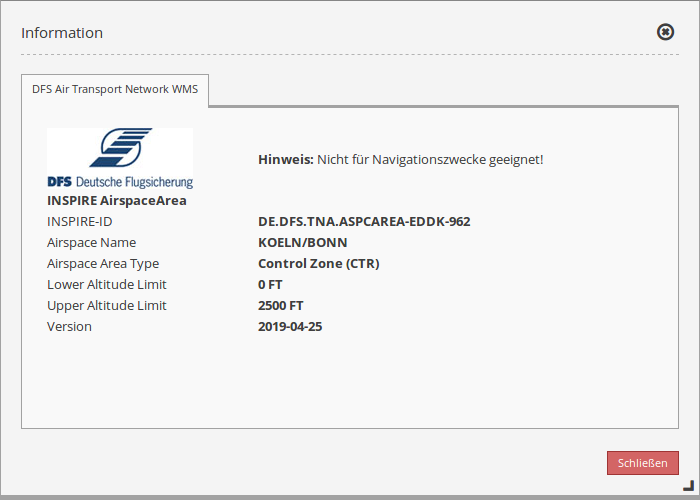 Information
DFS Air Transport Network WMS
DFS Deutsche Flugsicherung
Hinweis: Nicht für Navigationszwecke geeignet!
INSPIRE AirspaceArea
INSPIRE-ID DE.DFS.TNA.ASPCAREA-EDDK-962
Airspace Name KOELN/BONN
Airspace Area Type Control Zone (CTR)
Lower Altitude Limit 0 FT
Upper Altitude Limit 2500 FT
Version 2019-04-25
Schließen